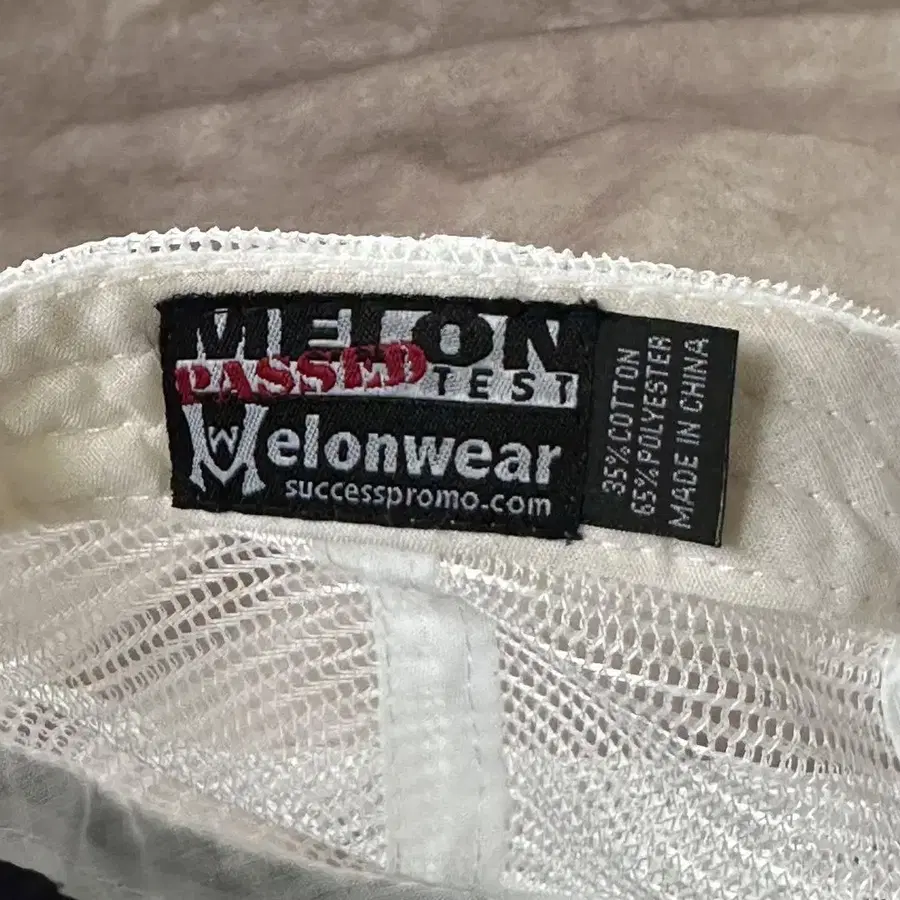 MELON
PASSED TEST
Melonwear
successpromo.com
35% COTTON
65% POLYESTER
MADE IN CHINA